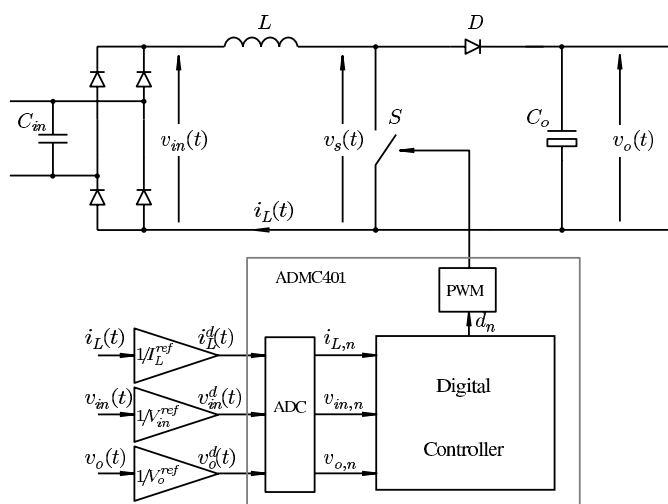 L
D
C_in
v_in(t)
v_s(t)
S
C_o
v_o(t)
i_L(t)
ADMC401
PWM
d_n
i_L(t)
1/I_L^ref
i_L^d(t)
i_L,n
v_in(t)
1/V_in^ref
v_in^d(t)
ADC
v_in,n
Digital
Controller
v_o(t)
1/V_o^ref
v_o^d(t)
v_o,n